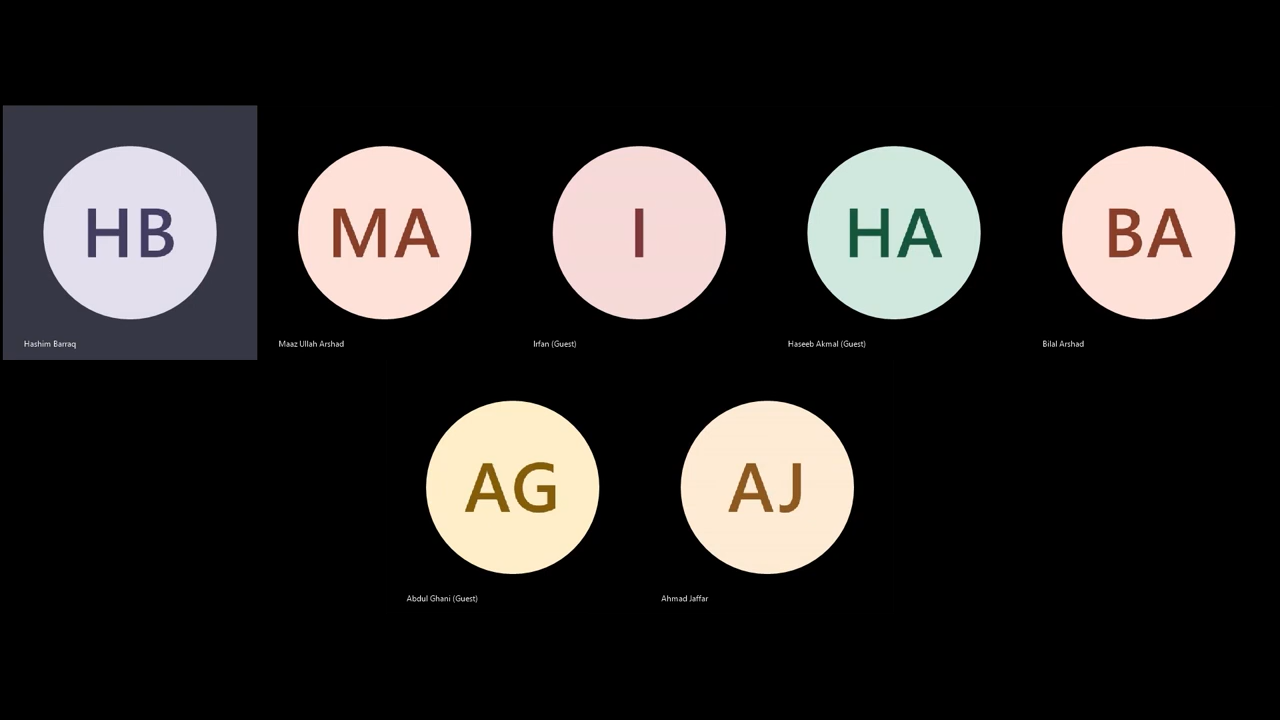 HB
MA
I
HA
BA
Hashim Barraq
Maaz Ullah Arshad
Irfan (Guest)
Haseeb Akmal (Guest)
Bilal Arshad
AG
AJ
Abdul Ghani (Guest)
Ahmad Jaffar